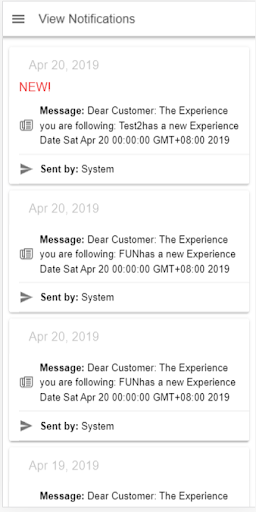 View Notifications
Apr 20, 2019
NEW!
Message: Dear Customer: The Experience
you are following: Test2has a new Experience
Date Sat Apr 20 00:00:00 GMT+08:00 2019
Sent by: System
Apr 20, 2019
Message: Dear Customer: The Experience
you are following: FUNhas a new Experience
Date Sat Apr 20 00:00:00 GMT+08:00 2019
Sent by: System
Apr 20, 2019
Message: Dear Customer: The Experience
you are following: FUNhas a new Experience
Date Sat Apr 20 00:00:00 GMT+08:00 2019
Sent by: System
Apr 19, 2019
Message: Dear Customer: The Experience